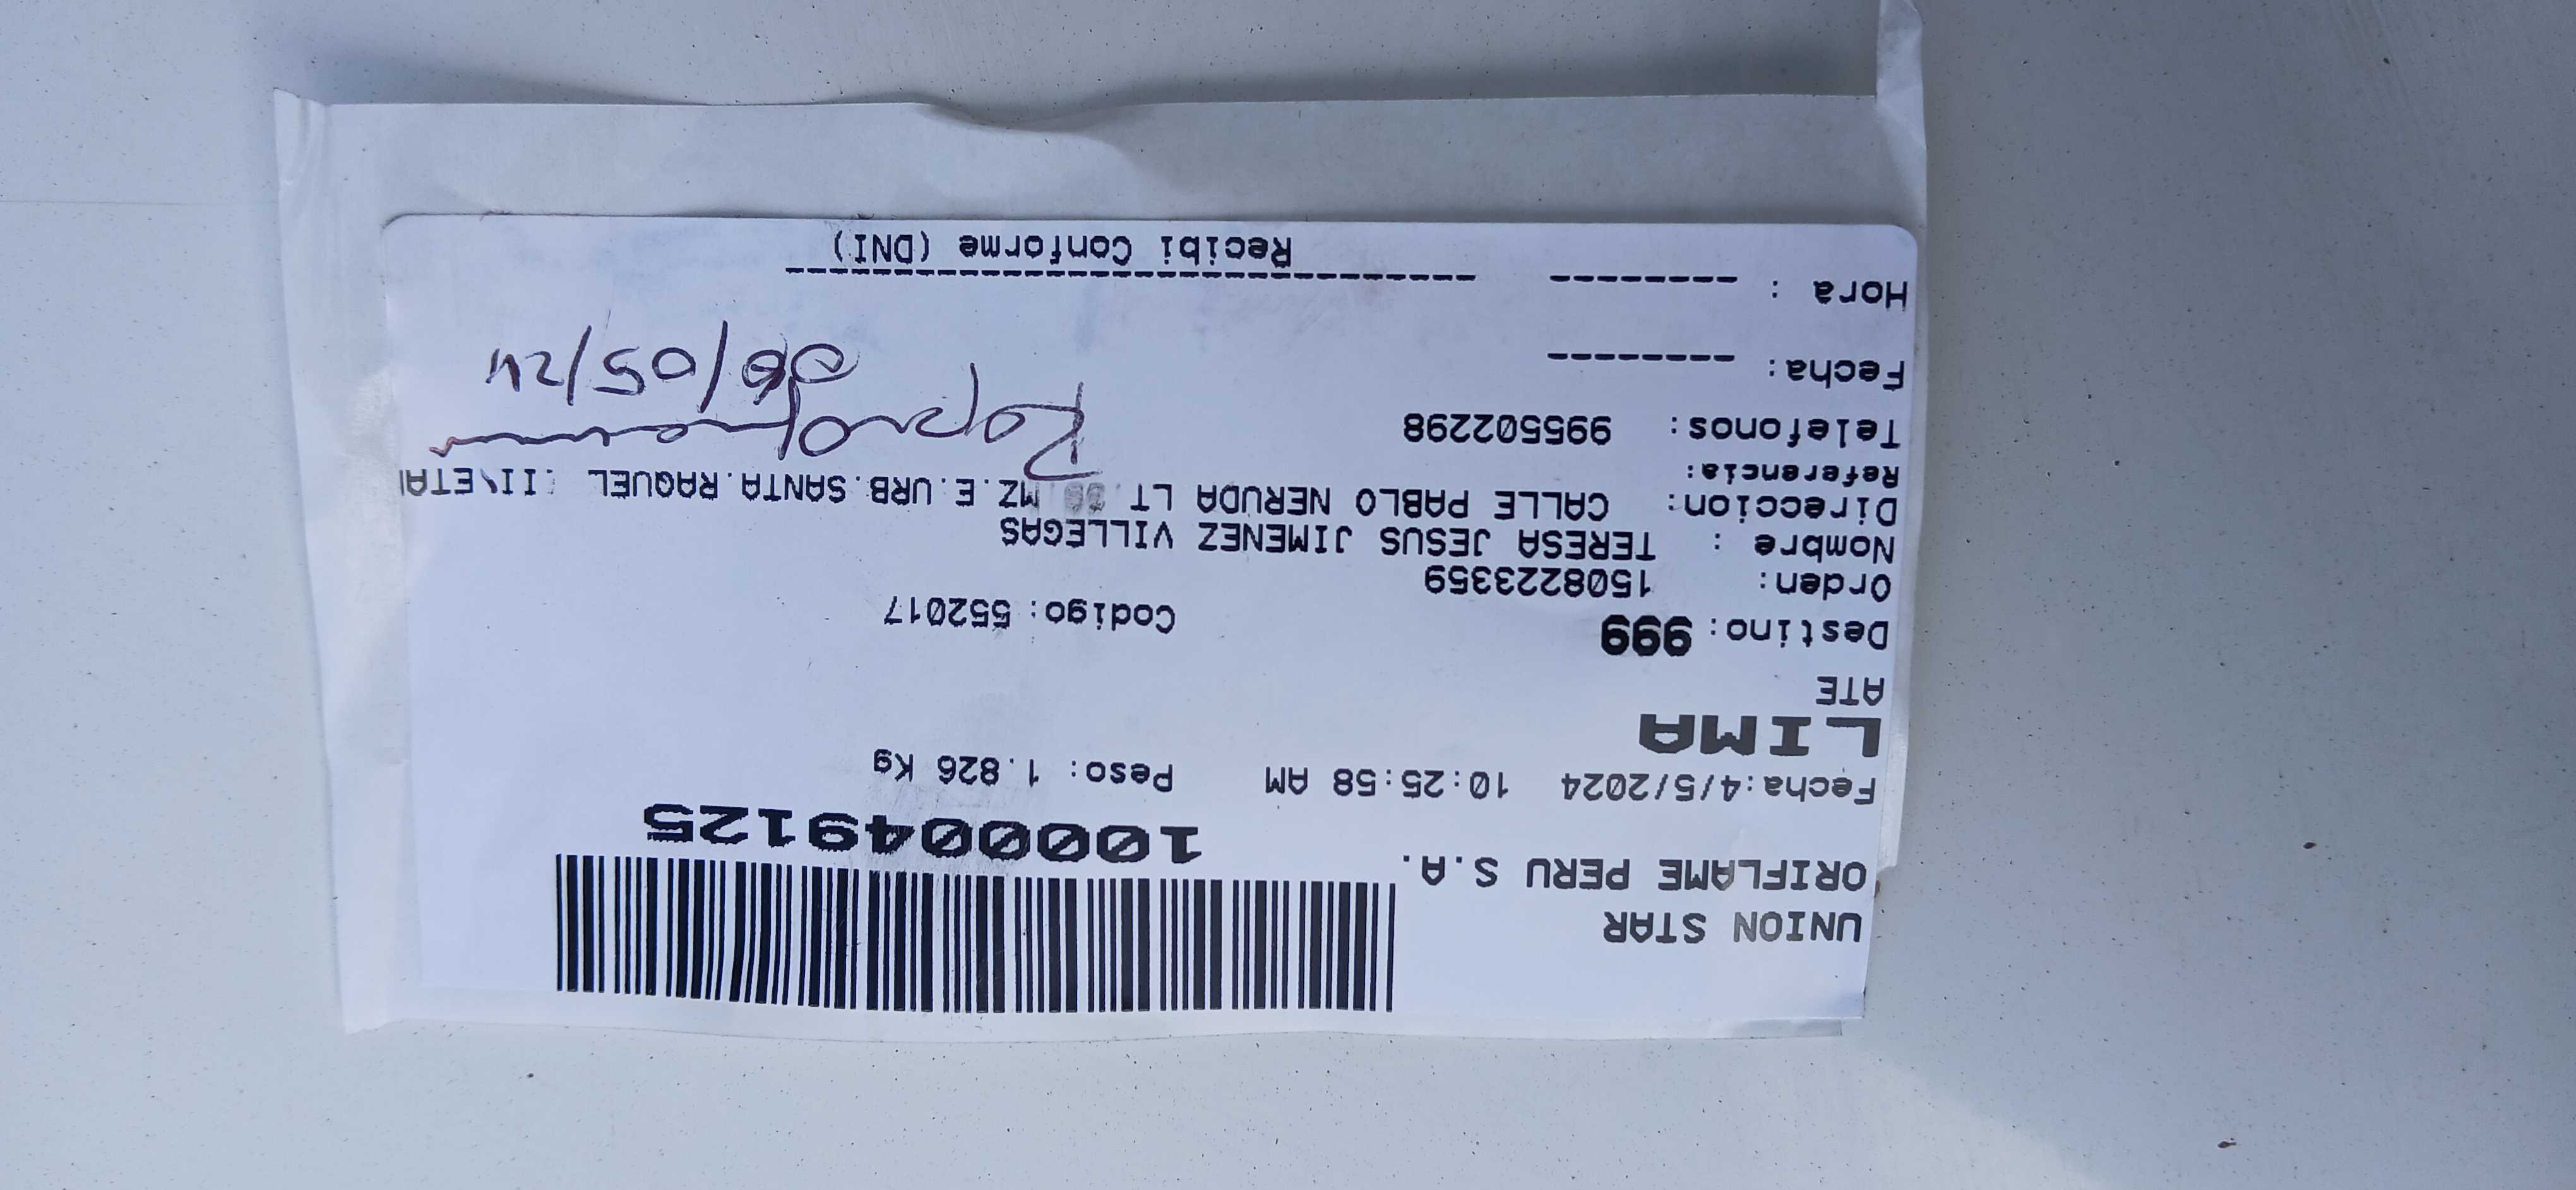 UNION STAR
ORIFLAME PERU S.A.
10000049125
Fecha:4/5/2024 10:25:58 AM Peso: 1.826 Kg
LIMA
ATE
Destino: 999 Codigo: 552017
Orden: 1508223359
Nombre : TERESA JESUS JIMENEZ VILLEGAS
Direccion: CALLE PABLO NERUDA LT MZ.E.URB.SANTA.RAQUEL
Referencia:
Telefonos: 995502298
Fecha: --------
06/05/24
Hora : --------
Recibi Conforme (DNI)